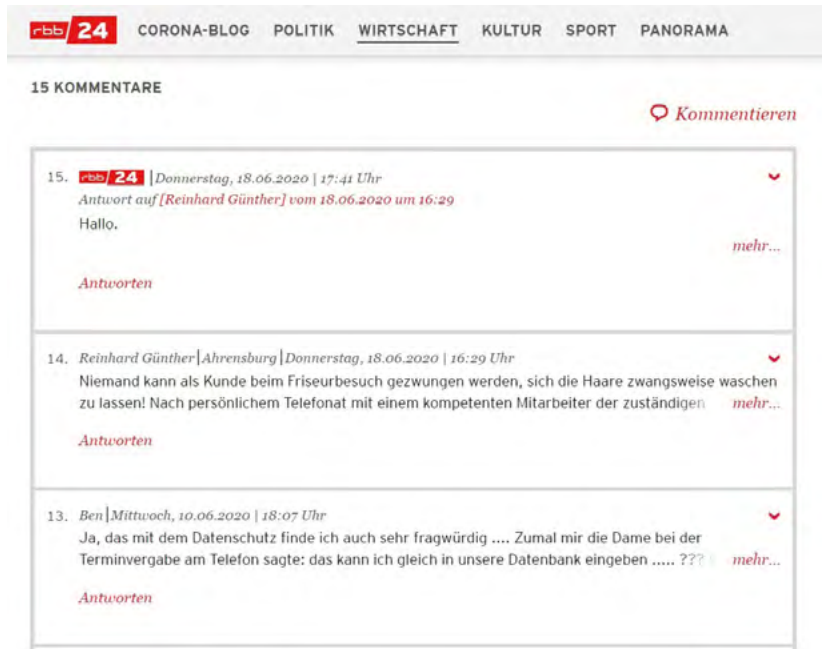 rbb 24 CORONA-BLOG POLITIK WIRTSCHAFT KULTUR SPORT PANORAMA
15 KOMMENTARE
Kommentieren
15. rbb 24 | Donnerstag, 18.06.2020 | 17:41 Uhr
Antwort auf [Reinhard Günther] vom 18.06.2020 um 16:29
Hallo.
mehr...
Antworten
14. Reinhard Günther | Ahrensburg | Donnerstag, 18.06.2020 | 16:29 Uhr
Niemand kann als Kunde beim Friseurbesuch gezwungen werden, sich die Haare zwangsweise waschen
zu lassen! Nach persönlichem Telefonat mit einem kompetenten Mitarbeiter der zuständigen mehr...
Antworten
13. Ben | Mittwoch, 10.06.2020 | 18:07 Uhr
Ja, das mit dem Datenschutz finde ich auch sehr fragwürdig .... Zumal mir die Dame bei der
Terminvergabe am Telefon sagte: das kann ich gleich in unsere Datenbank eingeben ..... ??? mehr...
Antworten